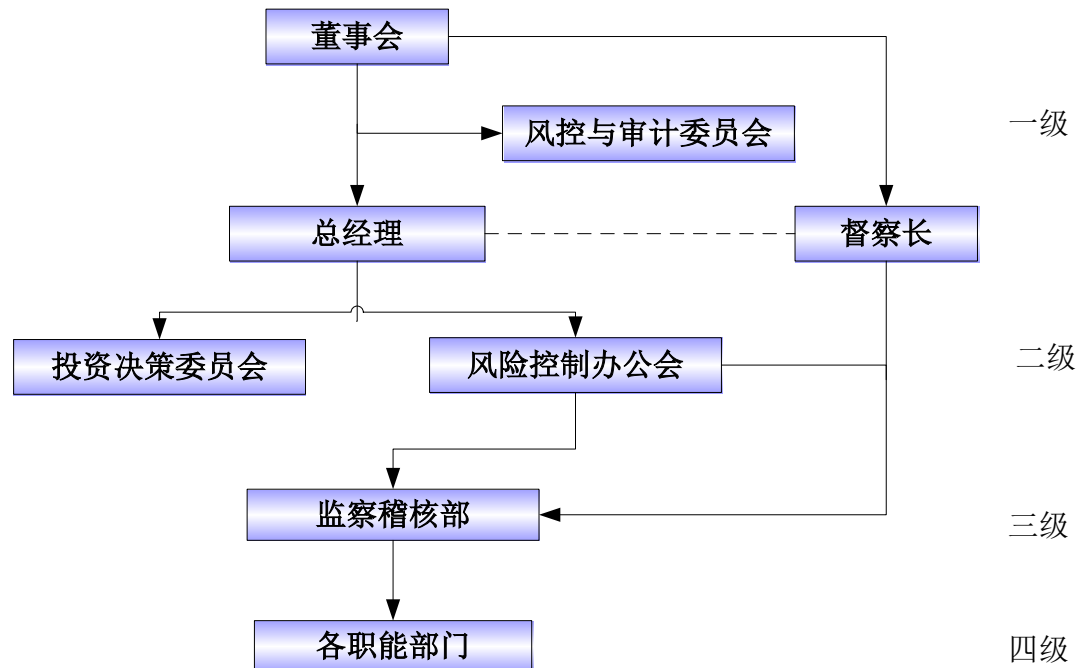 董事会
风控与审计委员会
一级
总经理
督察长
投资决策委员会
风险控制办公会
二级
监察稽核部
三级
各职能部门
四级